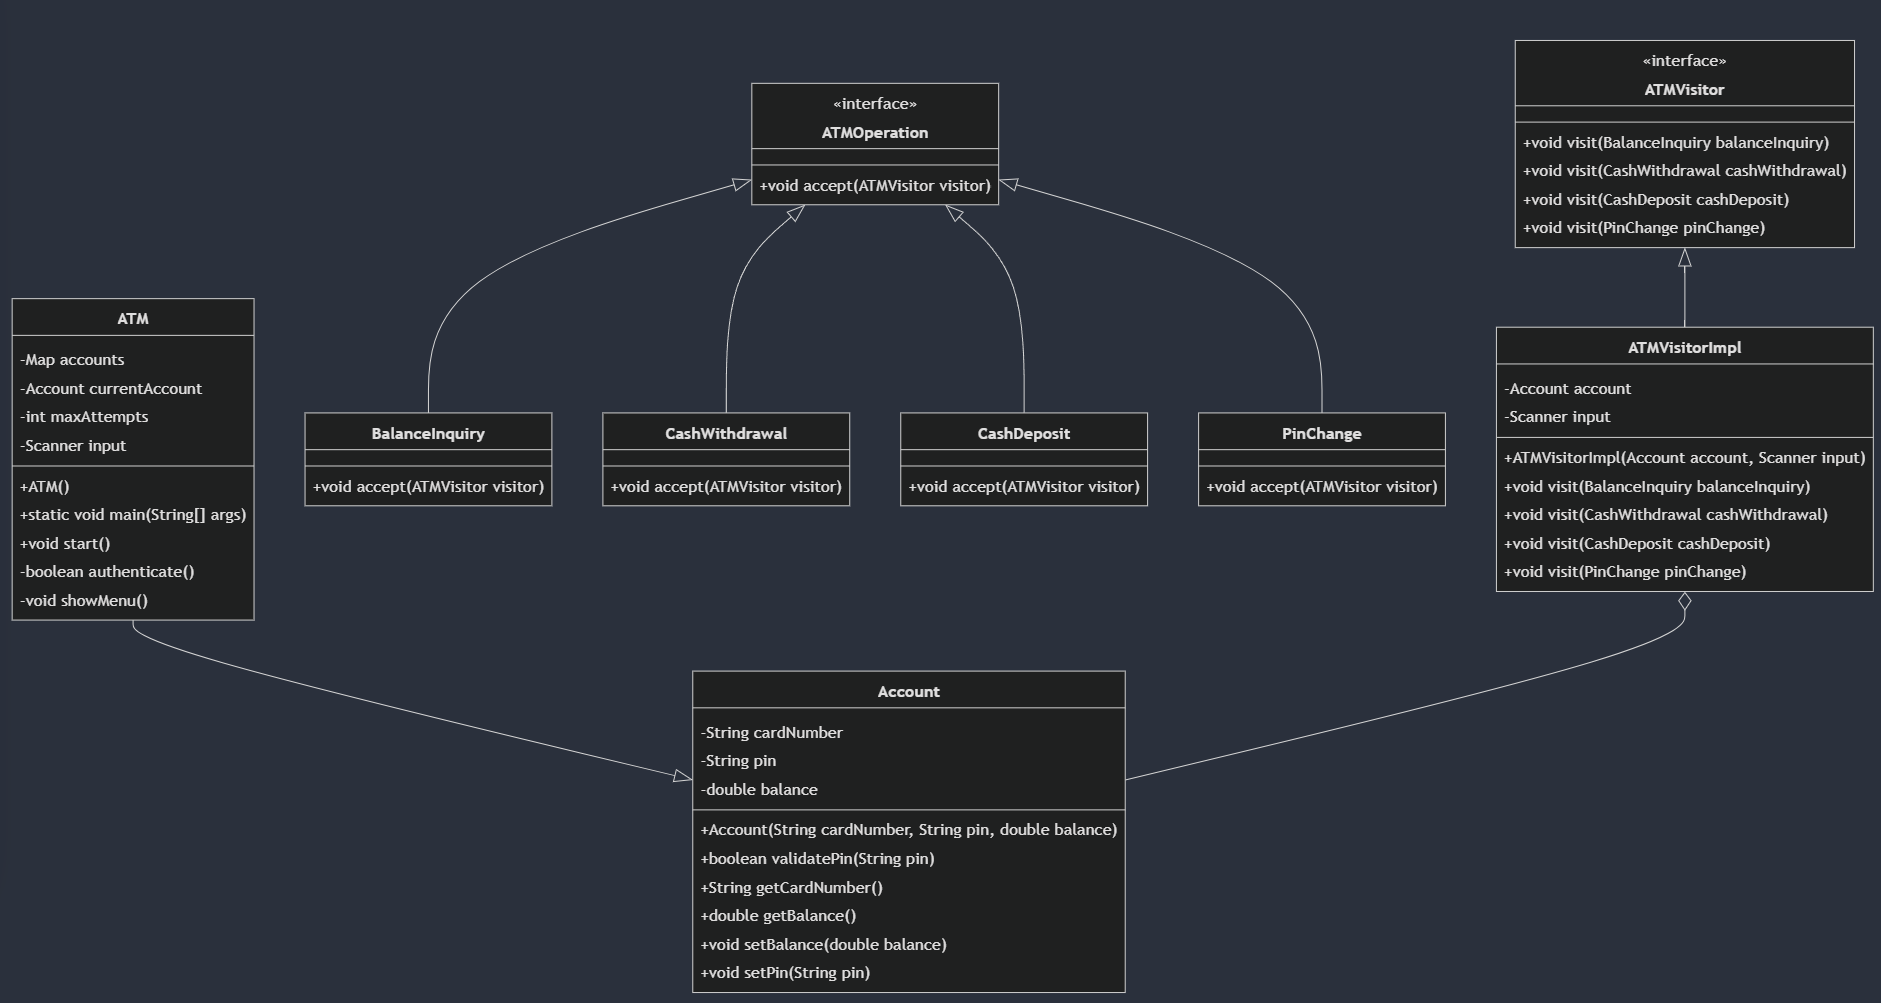 «interface»
ATMVisitor
+void visit(BalanceInquiry balanceInquiry)
+void visit(CashWithdrawal cashWithdrawal)
+void visit(CashDeposit cashDeposit)
+void visit(PinChange pinChange)
«interface»
ATMOperation
+void accept(ATMVisitor visitor)
ATM
-Map accounts
-Account currentAccount
-int maxAttempts
-Scanner input
+ATM()
+static void main(String[] args)
+void start()
-boolean authenticate()
-void showMenu()
BalanceInquiry
+void accept(ATMVisitor visitor)
CashWithdrawal
+void accept(ATMVisitor visitor)
CashDeposit
+void accept(ATMVisitor visitor)
PinChange
+void accept(ATMVisitor visitor)
ATMVisitorImpl
-Account account
-Scanner input
+ATMVisitorImpl(Account account, Scanner input)
+void visit(BalanceInquiry balanceInquiry)
+void visit(CashWithdrawal cashWithdrawal)
+void visit(CashDeposit cashDeposit)
+void visit(PinChange pinChange)
Account
-String cardNumber
-String pin
-double balance
+Account(String cardNumber, String pin, double balance)
+boolean validatePin(String pin)
+String getCardNumber()
+double getBalance()
+void setBalance(double balance)
+void setPin(String pin)